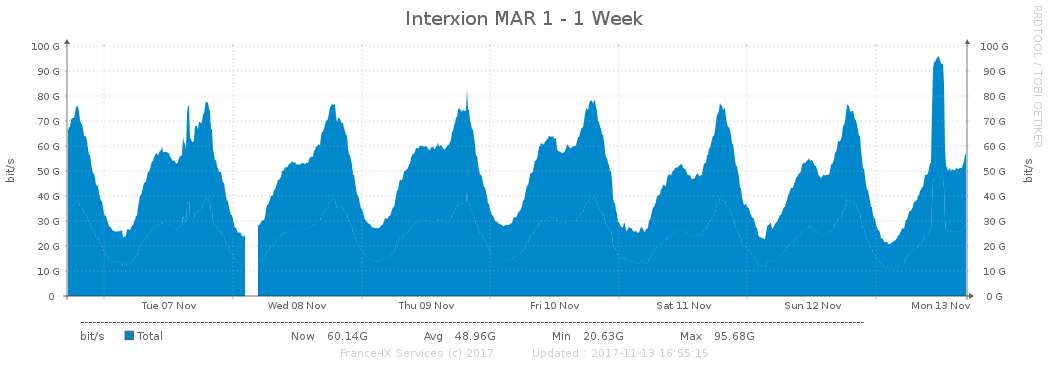 Interxion MAR 1 - 1 Week
RRDTOOL / TOBI OETIKER
bit/s
bit/s
100 G 100 G
90 G 90 G
80 G 80 G
70 G 70 G
60 G 60 G
50 G 50 G
40 G 40 G
30 G 30 G
20 G 20 G
10 G 10 G
0 0 G
Tue 07 Nov Wed 08 Nov Thu 09 Nov Fri 10 Nov Sat 11 Nov Sun 12 Nov Mon 13 Nov
bit/s Total Now 60.14G Avg 48.96G Min 20.63G Max 95.68G
France-IX Services (c) 2017 Updated : 2017-11-13 16:55:15